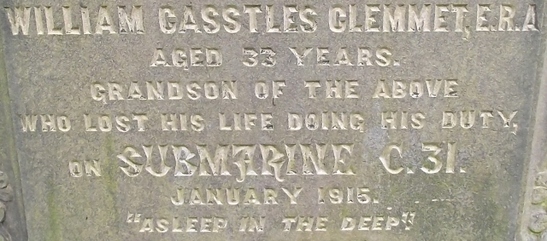 WILLIAM GASSTLES CLEMMET, E.R.A
AGED 33 YEARS.
GRANDSON OF THE ABOVE
WHO LOST HIS LIFE DOING HIS DUTY,
ON SUBMARINE C.31.
JANUARY 1915.
"ASLEEP IN THE DEEP".